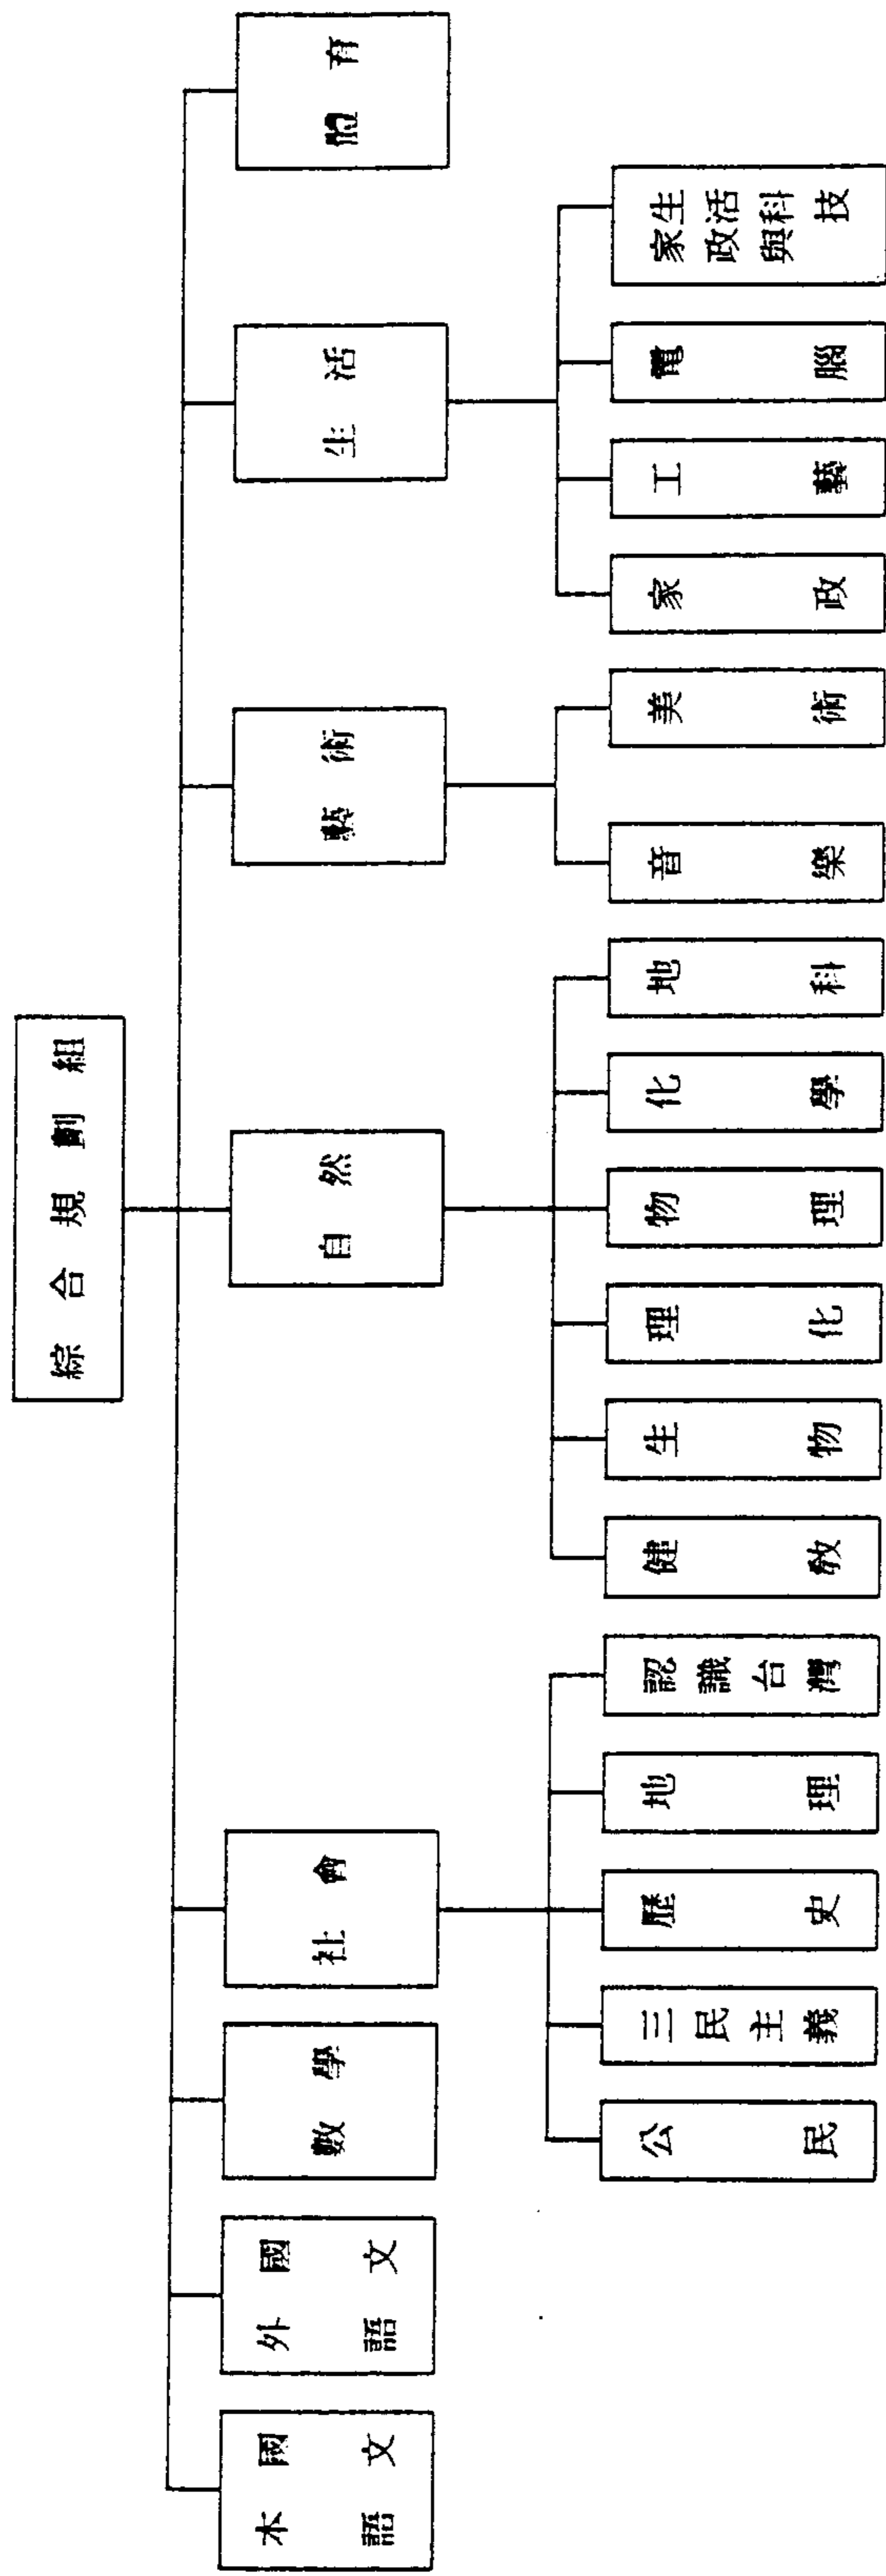 綜合規劃組
本國
語文
外國
語文
數學
社會
自然
藝術
生活
體育
公民
三民主義
歷史
地理
認識台灣
健教
生物
理化
物理
化學
地科
音樂
美術
家政
工藝
電腦
家政與
生活科技